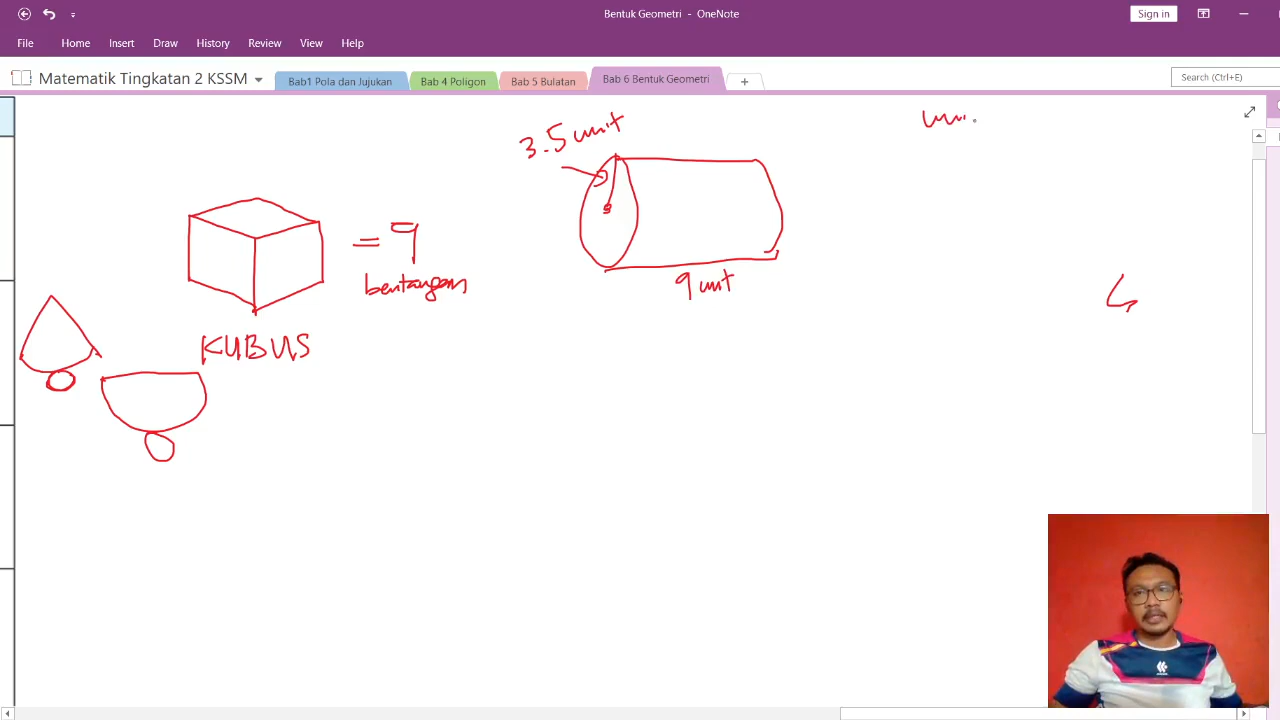 Bentuk Geometri - OneNote
Sign in
File Home Insert Draw History Review View Help
Matematik Tingkatan 2 KSSM
Bab1 Pola dan Jujukan
Bab 4 Poligon
Bab 5 Bulatan
Bab 6 Bentuk Geometri
Search (Ctrl+E)
3.5 unit
= 9
bentangan
9 unit
KUBUS